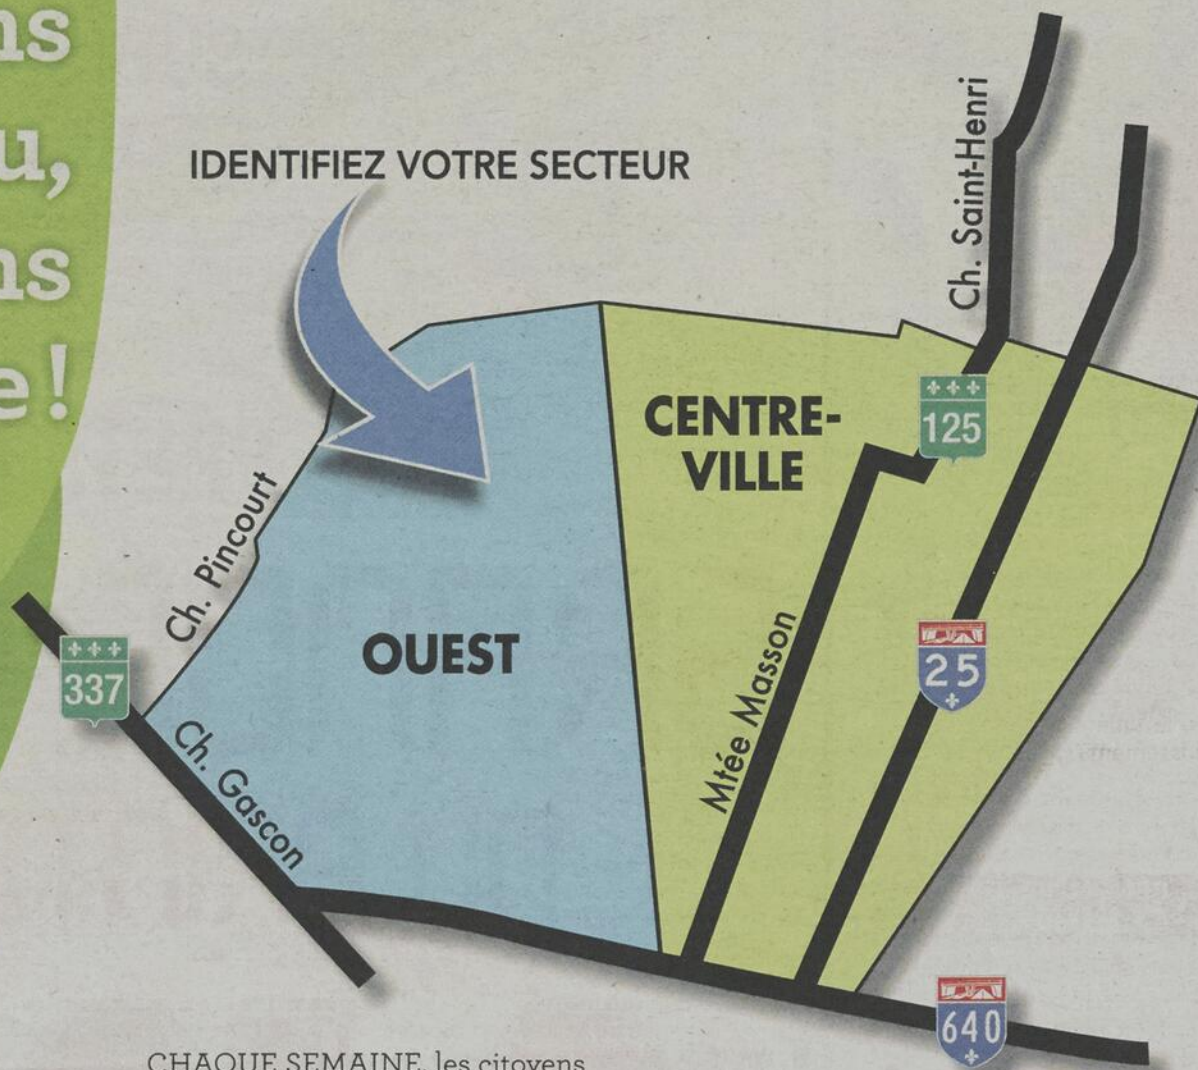 ns
u,
ns
e!
IDENTIFIEZ VOTRE SECTEUR
Ch. Saint-Henri
CENTRE-
VILLE
125
Ch. Pincourt
OUEST
Mtée Masson
25
337
Ch. Gascon
640
CHAQUE SEMAINE, les citoyens